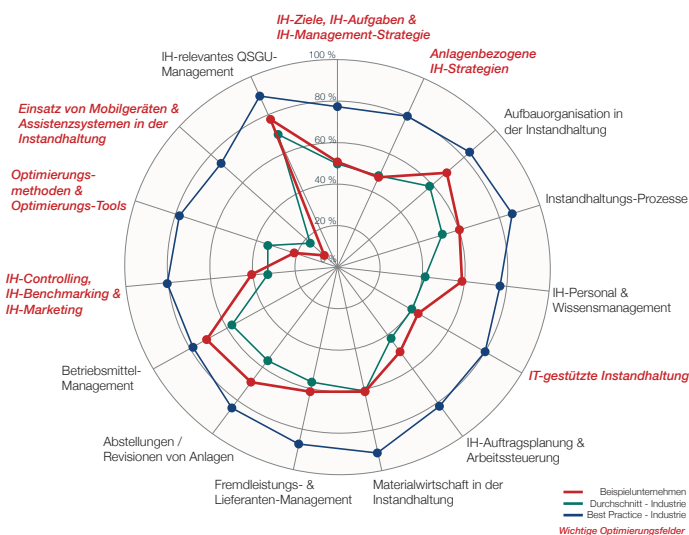 IH-Ziele, IH-Aufgaben &
IH-Management-Strategie
Anlagenbezogene
IH-Strategien
Aufbauorganisation in
der Instandhaltung
Instandhaltungs-Prozesse
IH-Personal &
Wissensmanagement
IT-gestützte Instandhaltung
IH-Auftragsplanung &
Arbeitssteuerung
Materialwirtschaft in der
Instandhaltung
Fremdleistungs- &
Lieferanten-Management
Abstellungen /
Revisionen von Anlagen
Betriebsmittel-
Management
IH-Controlling,
IH-Benchmarking &
IH-Marketing
Optimierungs-
methoden &
Optimierungs-Tools
Einsatz von Mobilgeräten &
Assistenzsystemen in der
Instandhaltung
IH-relevantes QSGU-
Management
100 %
80 %
60 %
40 %
20 %
Beispielunternehmen
Durchschnitt - Industrie
Best Practice - Industrie
Wichtige Optimierungsfelder